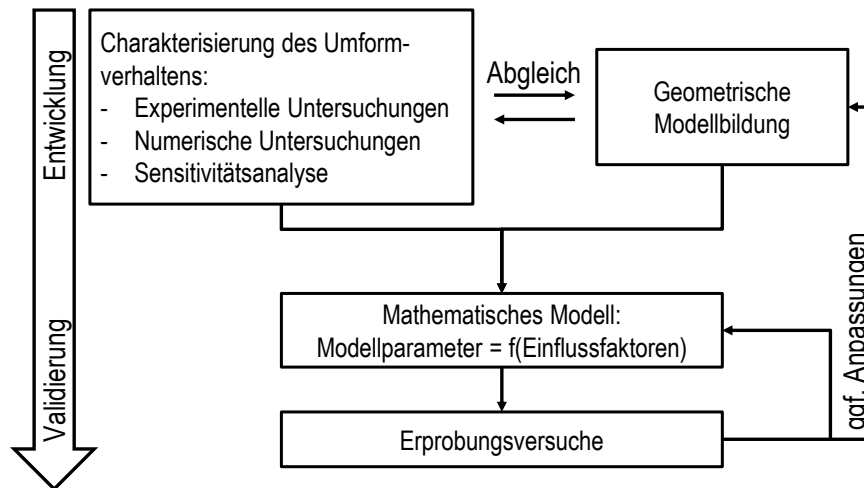 Entwicklung
Validierung
Charakterisierung des Umform-
verhaltens:
- Experimentelle Untersuchungen
- Numerische Untersuchungen
- Sensitivitätsanalyse
Abgleich
Geometrische
Modellbildung
Mathematisches Modell:
Modellparameter = f(Einflussfaktoren)
Erprobungsversuche
ggf. Anpassungen